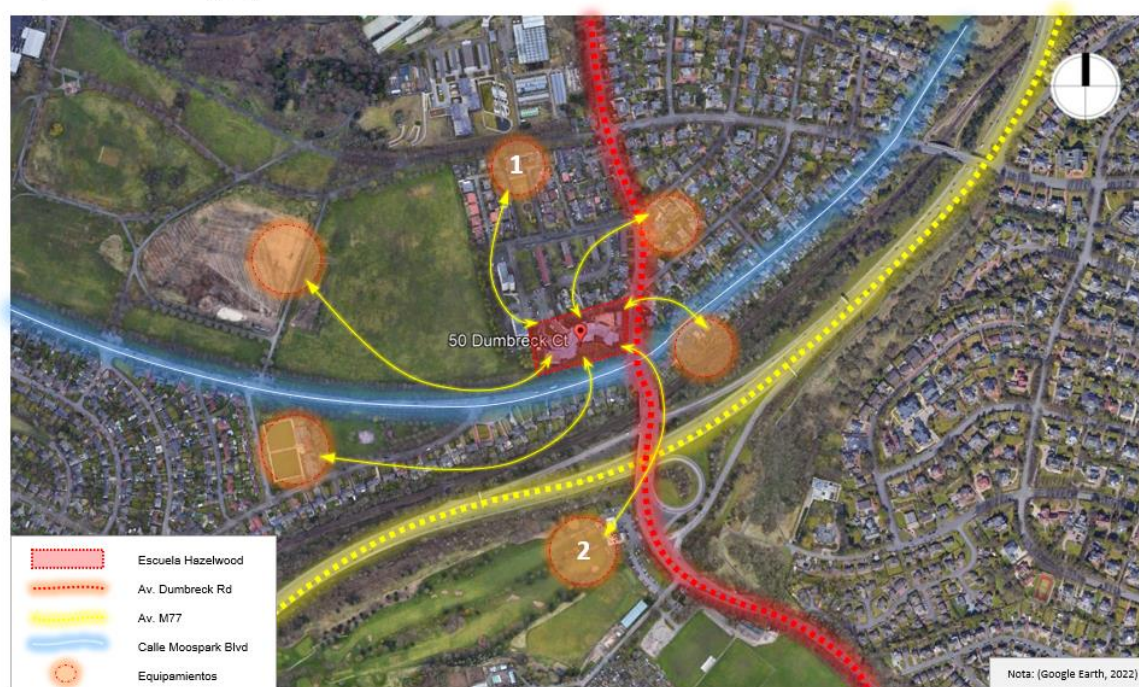 1
50 Dumbreck Ct
2
Escuela Hazelwood
Av. Dumbreck Rd
Av. M77
Calle Moospark Blvd
Equipamientos
Nota: (Google Earth, 2022)